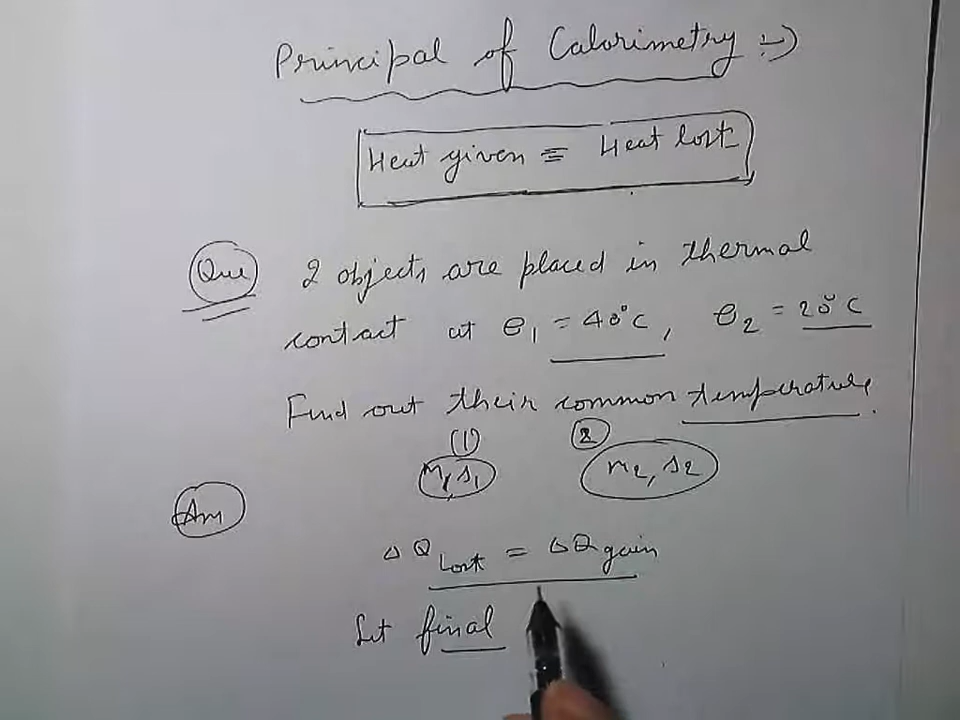 Principal of Calorimetry :-)
Heat given = Heat lost
Que 2 objects are placed in thermal
contact at θ1 = 40°C, θ2 = 20°C
Find out their common temperature.
(1) 2
m1, s1 m2, s2
Ans
ΔQ Lost = ΔQ gain
Let final